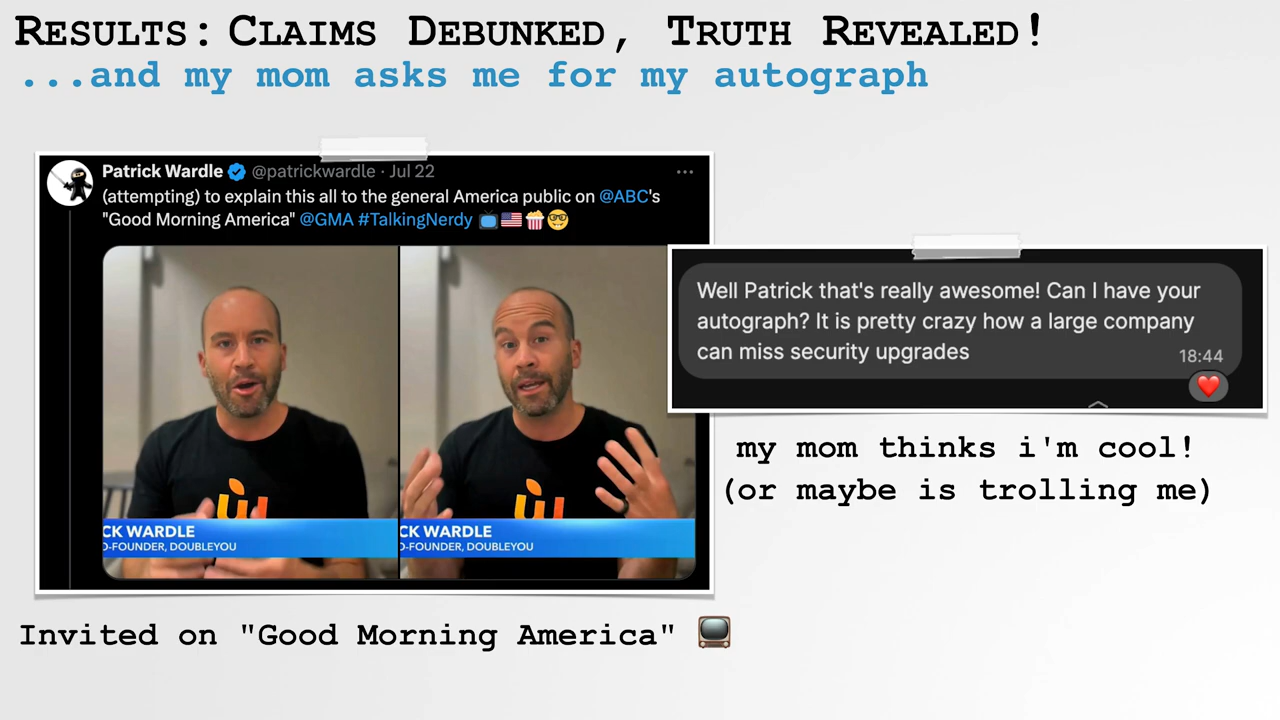 Results: Claims Debunked, Truth Revealed!
...and my mom asks me for my autograph
Patrick Wardle @patrickwardle · Jul 22
(attempting) to explain this all to the general America public on @ABC's
"Good Morning America" @GMA #TalkingNerdy 📺🇺🇸🍿🤓
CK WARDLE
O-FOUNDER, DOUBLEYOU
CK WARDLE
O-FOUNDER, DOUBLEYOU
Well Patrick that's really awesome! Can I have your
autograph? It is pretty crazy how a large company
can miss security upgrades
18:44
my mom thinks i'm cool!
(or maybe is trolling me)
Invited on "Good Morning America" 📺